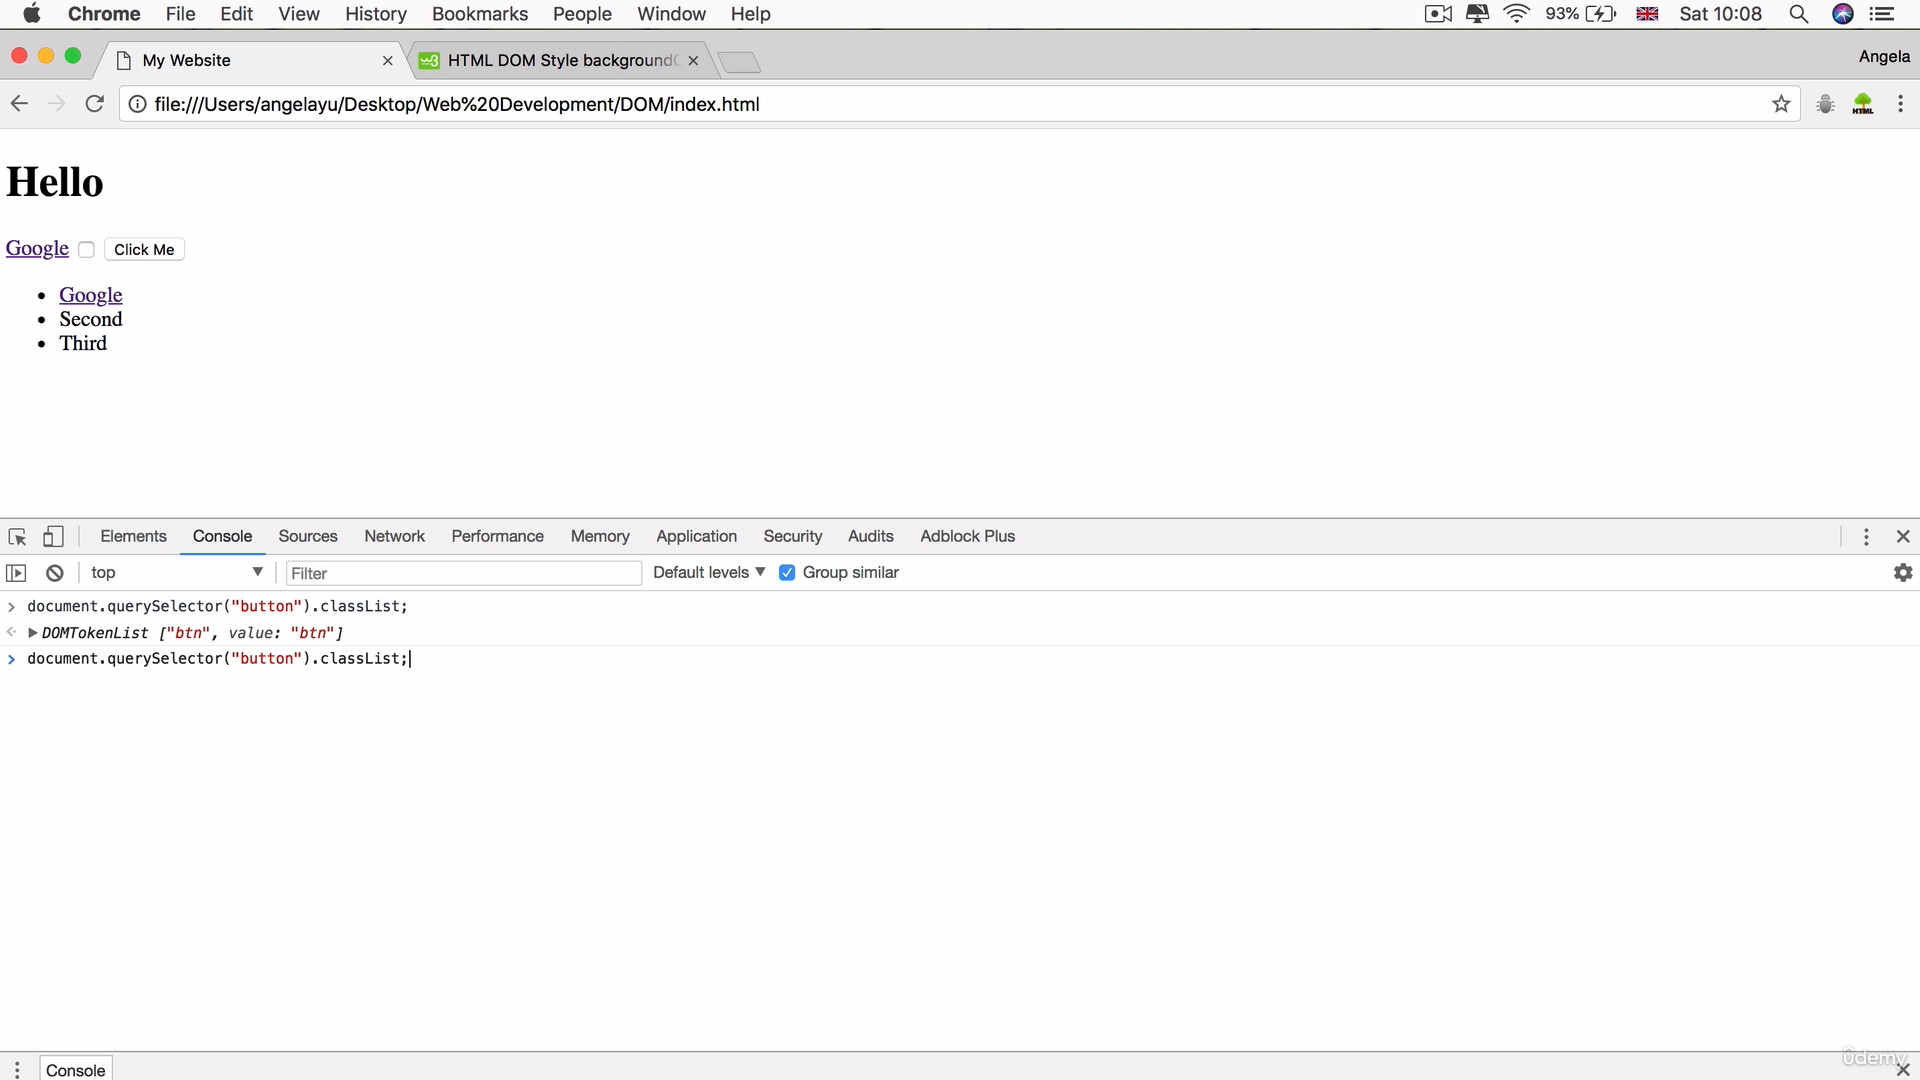 Chrome File Edit View History Bookmarks People Window Help 93% Sat 10:08
My Website HTML DOM Style background Angela
file:///Users/angelayu/Desktop/Web%20Development/DOM/index.html
HTML
Hello
Google Click Me
Google
Second
Third
Elements Console Sources Network Performance Memory Application Security Audits Adblock Plus
top Filter Default levels Group similar
document.querySelector("button").classList;
DOMTokenList ["btn", value: "btn"]
document.querySelector("button").classList;
Console
ûdemy